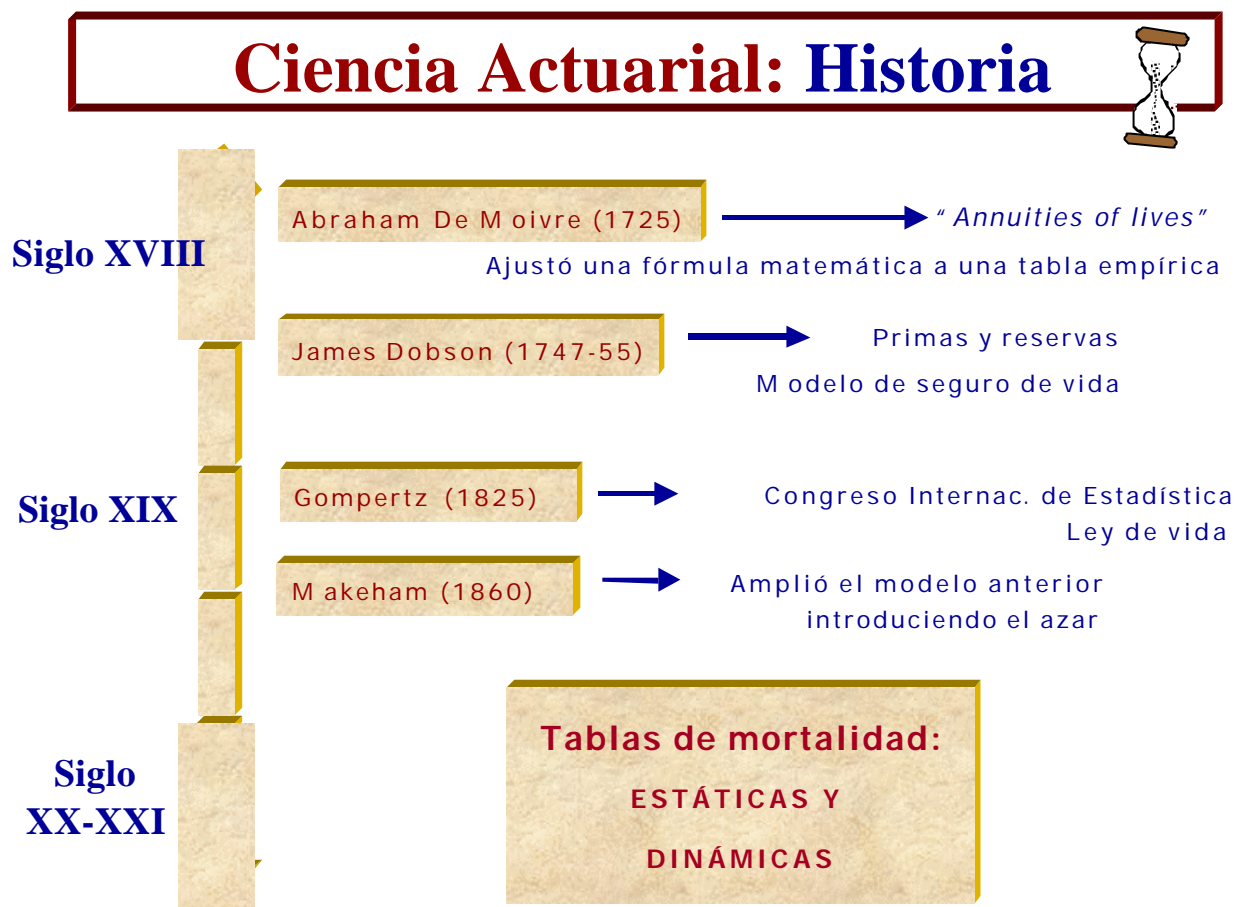 Ciencia Actuarial: Historia
Siglo XVIII
Abraham De Moivre (1725)
"Annuities of lives"
Ajustó una fórmula matemática a una tabla empírica
James Dobson (1747-55)
Primas y reservas
Modelo de seguro de vida
Siglo XIX
Gompertz (1825)
Congreso Internac. de Estadística
Ley de vida
Makeham (1860)
Amplió el modelo anterior
introduciendo el azar
Siglo
XX-XXI
Tablas de mortalidad:
ESTÁTICAS Y
DINÁMICAS